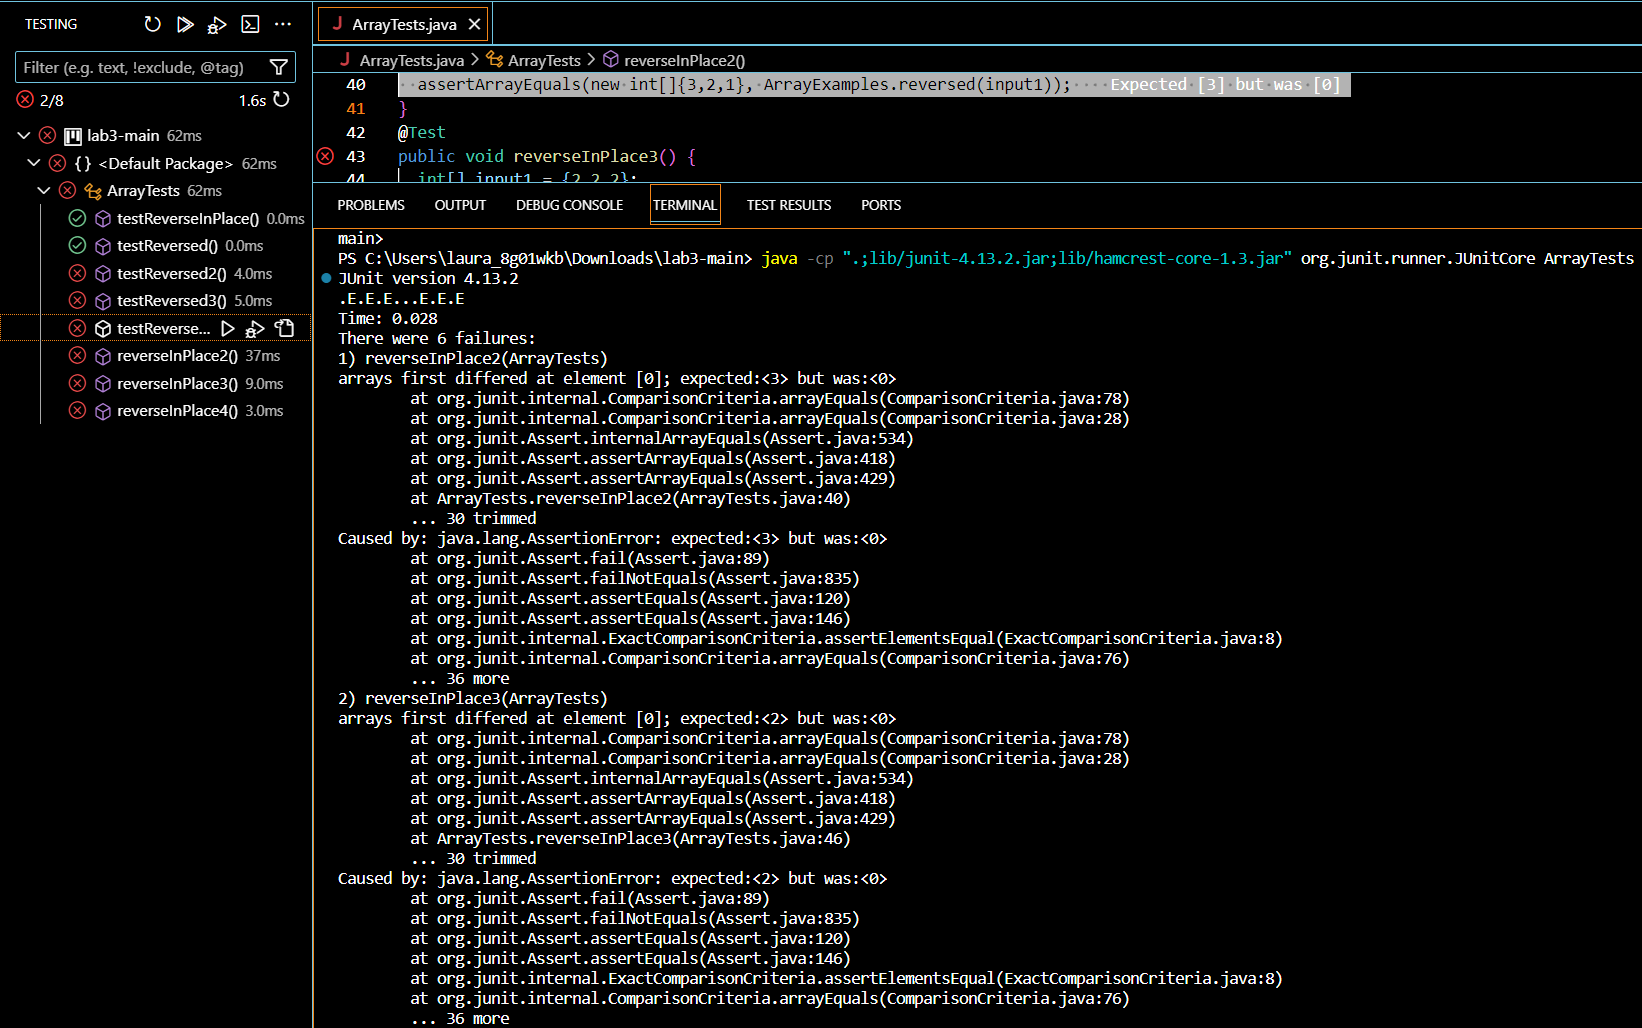 TESTING
Filter (e.g. text, !exclude, @tag)
2/8 1.6s
lab3-main 62ms
{} <Default Package> 62ms
ArrayTests 62ms
testReverseInPlace() 0.0ms
testReversed() 0.0ms
testReversed2() 4.0ms
testReversed3() 5.0ms
testReverse...
reverseInPlace2() 37ms
reverseInPlace3() 9.0ms
reverseInPlace4() 3.0ms
J ArrayTests.java
J ArrayTests.java > ArrayTests > reverseInPlace2()
40 assertArrayEquals(new int[]{3,2,1}, ArrayExamples.reversed(input1)); Expected [3] but was [0]
41 }
42 @Test
43 public void reverseInPlace3() {
44 int[] input1 = {2,2,2};
PROBLEMS OUTPUT DEBUG CONSOLE TERMINAL TEST RESULTS PORTS
main>
PS C:\Users\laura_8g01wkb\Downloads\lab3-main> java -cp ".;lib/junit-4.13.2.jar;lib/hamcrest-core-1.3.jar" org.junit.runner.JUnitCore ArrayTests
JUnit version 4.13.2
.E.E.E...E.E.E
Time: 0.028
There were 6 failures:
1) reverseInPlace2(ArrayTests)
arrays first differed at element [0]; expected:<3> but was:<0>
at org.junit.internal.ComparisonCriteria.arrayEquals(ComparisonCriteria.java:78)
at org.junit.internal.ComparisonCriteria.arrayEquals(ComparisonCriteria.java:28)
at org.junit.Assert.internalArrayEquals(Assert.java:534)
at org.junit.Assert.assertArrayEquals(Assert.java:418)
at org.junit.Assert.assertArrayEquals(Assert.java:429)
at ArrayTests.reverseInPlace2(ArrayTests.java:40)
... 30 trimmed
Caused by: java.lang.AssertionError: expected:<3> but was:<0>
at org.junit.Assert.fail(Assert.java:89)
at org.junit.Assert.failNotEquals(Assert.java:835)
at org.junit.Assert.assertEquals(Assert.java:120)
at org.junit.Assert.assertEquals(Assert.java:146)
at org.junit.internal.ExactComparisonCriteria.assertElementsEqual(ExactComparisonCriteria.java:8)
at org.junit.internal.ComparisonCriteria.arrayEquals(ComparisonCriteria.java:76)
... 36 more
2) reverseInPlace3(ArrayTests)
arrays first differed at element [0]; expected:<2> but was:<0>
at org.junit.internal.ComparisonCriteria.arrayEquals(ComparisonCriteria.java:78)
at org.junit.internal.ComparisonCriteria.arrayEquals(ComparisonCriteria.java:28)
at org.junit.Assert.internalArrayEquals(Assert.java:534)
at org.junit.Assert.assertArrayEquals(Assert.java:418)
at org.junit.Assert.assertArrayEquals(Assert.java:429)
at ArrayTests.reverseInPlace3(ArrayTests.java:46)
... 30 trimmed
Caused by: java.lang.AssertionError: expected:<2> but was:<0>
at org.junit.Assert.fail(Assert.java:89)
at org.junit.Assert.failNotEquals(Assert.java:835)
at org.junit.Assert.assertEquals(Assert.java:120)
at org.junit.Assert.assertEquals(Assert.java:146)
at org.junit.internal.ExactComparisonCriteria.assertElementsEqual(ExactComparisonCriteria.java:8)
at org.junit.internal.ComparisonCriteria.arrayEquals(ComparisonCriteria.java:76)
... 36 more